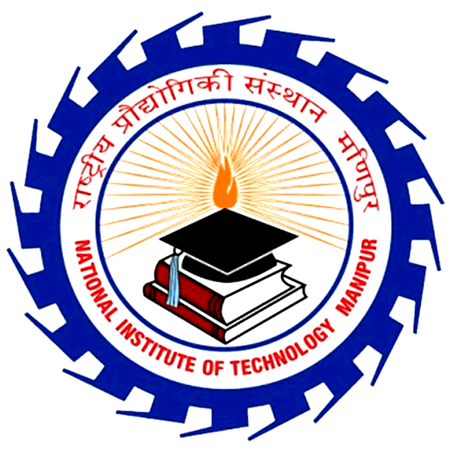 राष्ट्रीय प्रौद्योगिकी संस्थान मणिपुर
NATIONAL INSTITUTE OF TECHNOLOGY MANIPUR